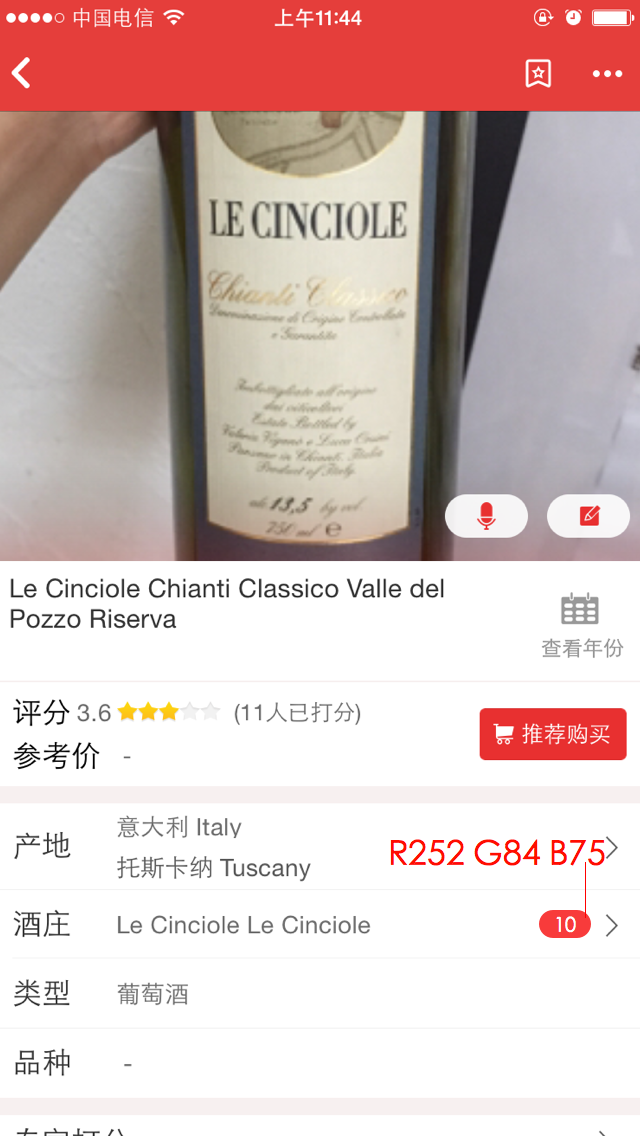 中国电信
上午11:44
LE CINCIOLE
Chianti Classico
Denominazione di Origine Controllata
e Garantita
Imbottigliato all'origine
dai viticoltori
Estate Bottled by
Valeria Viganò e Luca Orsini
Panzano in Chianti, Italia
Product of Italy
alc 13,5 by vol.
750 ml e
Le Cinciole Chianti Classico Valle del
Pozzo Riserva
查看年份
评分 3.6 (11人已打分)
参考价 -
推荐购买
产地 意大利 Italy
托斯卡纳 Tuscany
R252 G84 B75
酒庄 Le Cinciole Le Cinciole 10
类型 葡萄酒
品种 -